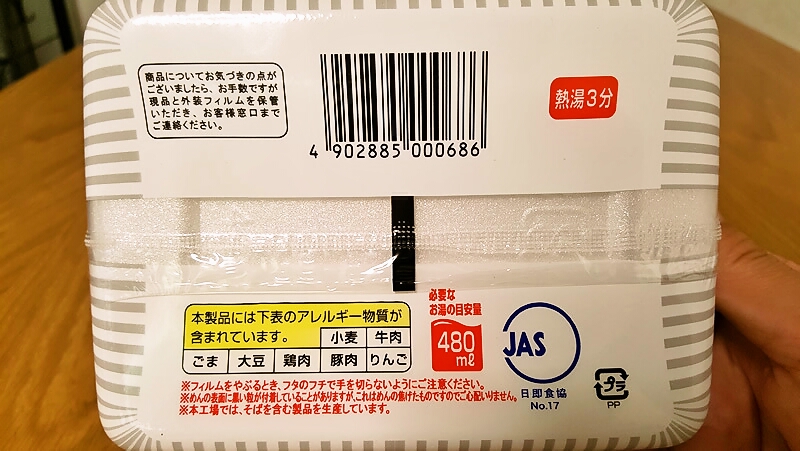 商品についてお気づきの点が
ございましたら、お手数ですが
現品と外装フィルムを保管
いただき、お客様窓口まで
ご連絡ください。
4 902885 000686
熱湯3分
本製品には下表のアレルギー物質が
含まれています。 小麦 牛肉
ごま 大豆 鶏肉 豚肉 りんご
必要な
お湯の目安量
480
mℓ
JAS
日即食協
No.17
プラ
PP
※フィルムをやぶるとき、フタのフチで手を切らないようにご注意ください。
※めんの表面に黒い粒が付着していることがありますが、これはめんの焦げたものですのでご心配いりません。
※本工場では、そばを含む製品を生産しています。